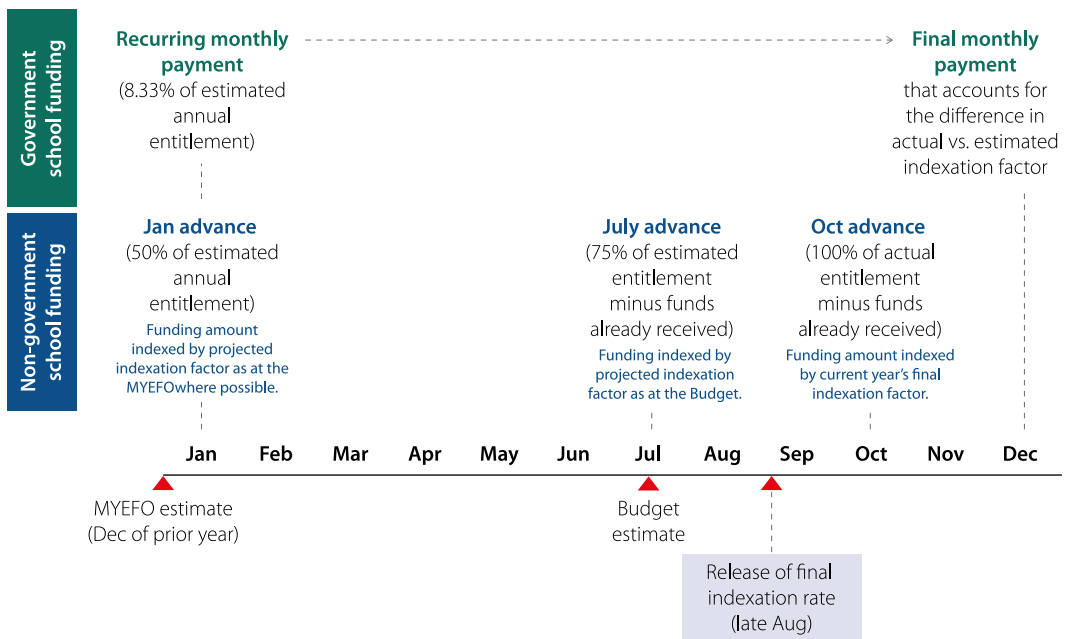 Government
school funding
Recurring monthly
payment
(8.33% of estimated
annual
entitlement)
Final monthly
payment
that accounts for
the difference in
actual vs. estimated
indexation factor
Non-government
school funding
Jan advance
(50% of estimated
annual
entitlement)
Funding amount
indexed by projected
indexation factor as at the
MYEFOwhere possible.
July advance
(75% of estimated
entitlement
minus funds
already received)
Funding indexed by
projected indexation
factor as at the Budget.
Oct advance
(100% of actual
entitlement
minus funds
already received)
Funding amount indexed
by current year's final
indexation factor.
Jan Feb Mar Apr May Jun Jul Aug Sep Oct Nov Dec
MYEFO estimate
(Dec of prior year)
Budget
estimate
Release of final
indexation rate
(late Aug)